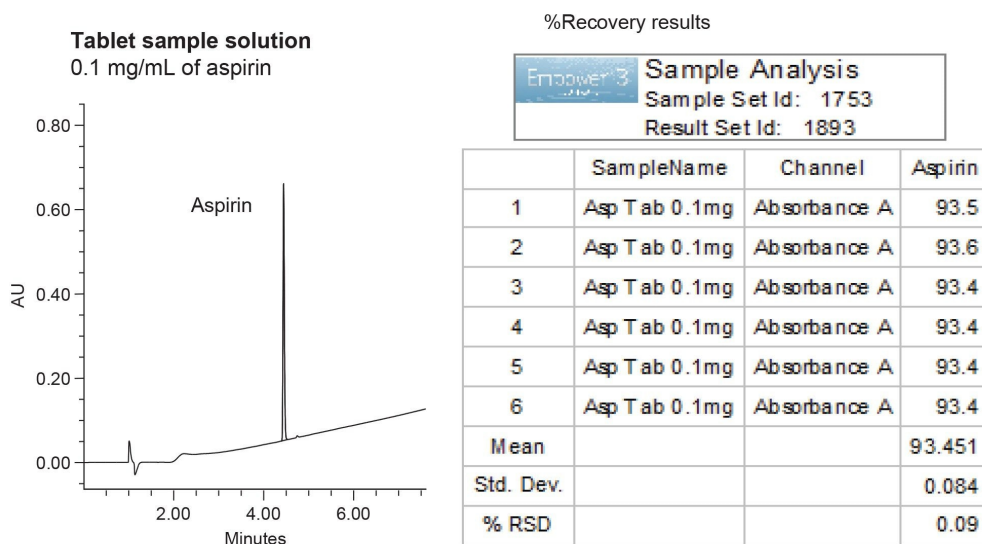 %Recovery results
Tablet sample solution
0.1 mg/mL of aspirin
0.80
0.60
0.40
0.20
0.00
AU
Aspirin
2.00 4.00 6.00
Minutes
Empower 3
Sample Analysis
Sample Set Id: 1753
Result Set Id: 1893
SampleName Channel Aspirin
1 Asp Tab 0.1mg Absorbance A 93.5
2 Asp Tab 0.1mg Absorbance A 93.6
3 Asp Tab 0.1mg Absorbance A 93.4
4 Asp Tab 0.1mg Absorbance A 93.4
5 Asp Tab 0.1mg Absorbance A 93.4
6 Asp Tab 0.1mg Absorbance A 93.4
Mean 93.451
Std. Dev. 0.084
% RSD 0.09